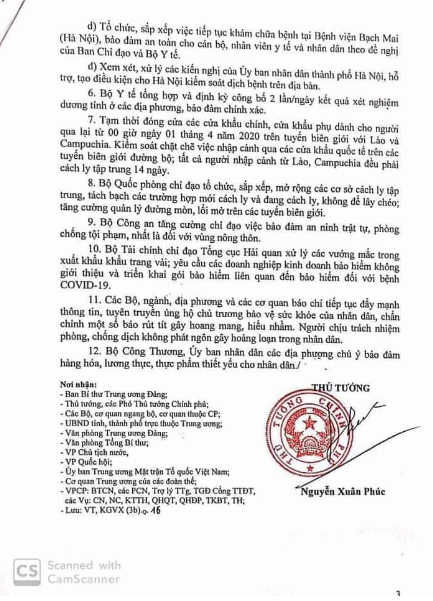 d) Tổ chức, sắp xếp việc tiếp tục khám chữa bệnh tại Bệnh viện Bạch Mai
(Hà Nội), bảo đảm an toàn cho cán bộ, nhân viên y tế và nhân dân theo đề nghị
của Ban Chỉ đạo và Bộ Y tế.
đ) Xem xét, xử lý các kiến nghị của Ủy ban nhân dân thành phố Hà Nội, hỗ
trợ, tạo điều kiện cho Hà Nội kiểm soát dịch bệnh trên địa bàn.
6. Bộ Y tế tổng hợp và định kỳ công bố 2 lần/ngày kết quả xét nghiệm
dương tính ở các địa phương, bảo đảm chính xác.
7. Tạm thời đóng cửa các cửa khẩu chính, cửa khẩu phụ dành cho người
qua lại từ 00 giờ ngày 01 tháng 4 năm 2020 trên tuyến biên giới với Lào và
Campuchia. Kiểm soát chặt chẽ việc nhập cảnh qua các cửa khẩu quốc tế trên các
tuyến biên giới đường bộ; tất cả người nhập cảnh từ Lào, Campuchia đều phải
cách ly tập trung 14 ngày.
8. Bộ Quốc phòng chỉ đạo tổ chức, sắp xếp, mở rộng các cơ sở cách ly tập
trung, tách bạch các trường hợp mới cách ly và đang cách ly, không để lây chéo;
tăng cường quản lý đường mòn, lối mở trên các tuyến biên giới.
9. Bộ Công an tăng cường chỉ đạo việc bảo đảm an ninh trật tự, phòng
chống tội phạm, nhất là đối với vùng nông thôn.
10. Bộ Tài chính chỉ đạo Tổng cục Hải quan xử lý các vướng mắc trong
xuất khẩu khẩu trang vải; yêu cầu các doanh nghiệp kinh doanh bảo hiểm không
giới thiệu và triển khai gói bảo hiểm liên quan đến bảo hiểm đối với bệnh
COVID-19.
11. Các Bộ, ngành, địa phương và các cơ quan báo chí tiếp tục đẩy mạnh
thông tin, tuyên truyền ủng hộ chủ trương bảo vệ sức khỏe của nhân dân, chấn
chỉnh một số báo rút tít gây hoang mang, hiểu nhầm. Người chịu trách nhiệm
phòng, chống dịch không phát ngôn gây hoảng loạn trong nhân dân.
12. Bộ Công Thương, Ủy ban nhân dân các địa phương chú ý bảo đảm
hàng hóa, lương thực, thực phẩm thiết yếu cho nhân dân./
Nơi nhận:
- Ban Bí thư Trung ương Đảng;
- Thủ tướng, các Phó Thủ tướng Chính phủ;
- Các Bộ, cơ quan ngang bộ, cơ quan thuộc CP;
- UBND tỉnh, thành phố trực thuộc Trung ương;
- Văn phòng Trung ương Đảng;
- Văn phòng Tổng Bí thư;
- VP Chủ tịch nước,
- VP Quốc hội;
- Ủy ban Trung ương Mặt trận Tổ quốc Việt Nam;
- Cơ quan Trung ương của các đoàn thể;
- VPCP: BTCN, các PCN, Trợ lý TTg, TGĐ Cổng TTĐT,
các Vụ: CN, NC, KTTH, QHQT, QHĐP, TKBT, TH;
- Lưu: VT, KGVX (3b).q. 16
THỦ TƯỚNG
THỦ TƯỚNG CHÍNH PHỦ
Nguyễn Xuân Phúc
CS
Scanned with
CamScanner
3